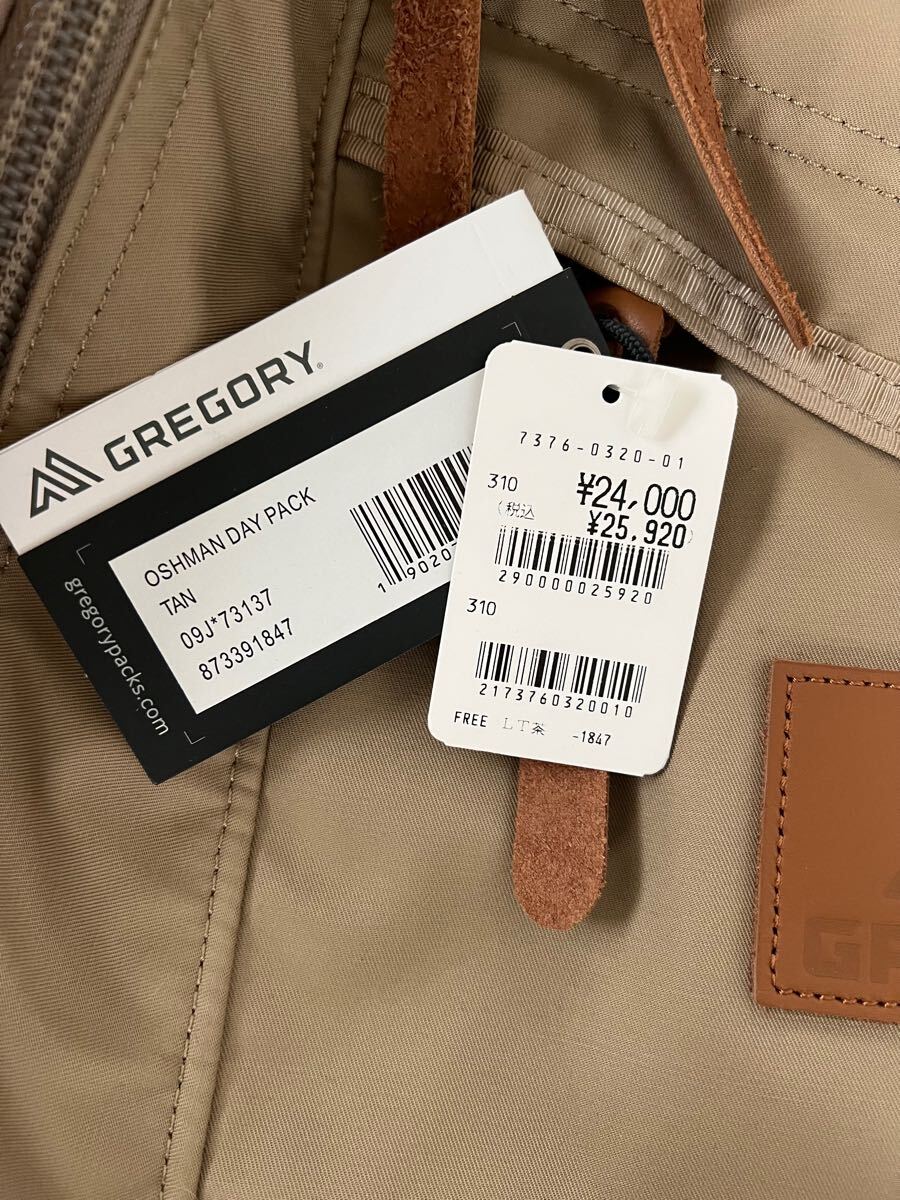 GREGORY®
OSHMAN DAY PACK
TAN
09J*73137
873391847
gregorypacks.com
7376-0320-01
310 ¥24,000
(税込 ¥25,920)
290000025920
310
2173760320010
FREE LT茶 -1847